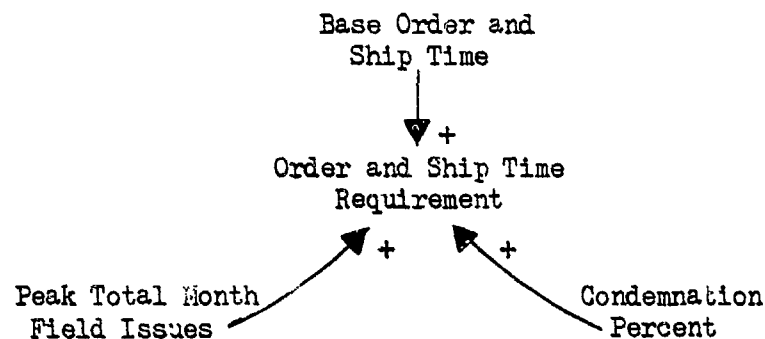 Base Order and
Ship Time
+
Order and Ship Time
Requirement
+ +
Peak Total Month
Field Issues
Condemnation
Percent